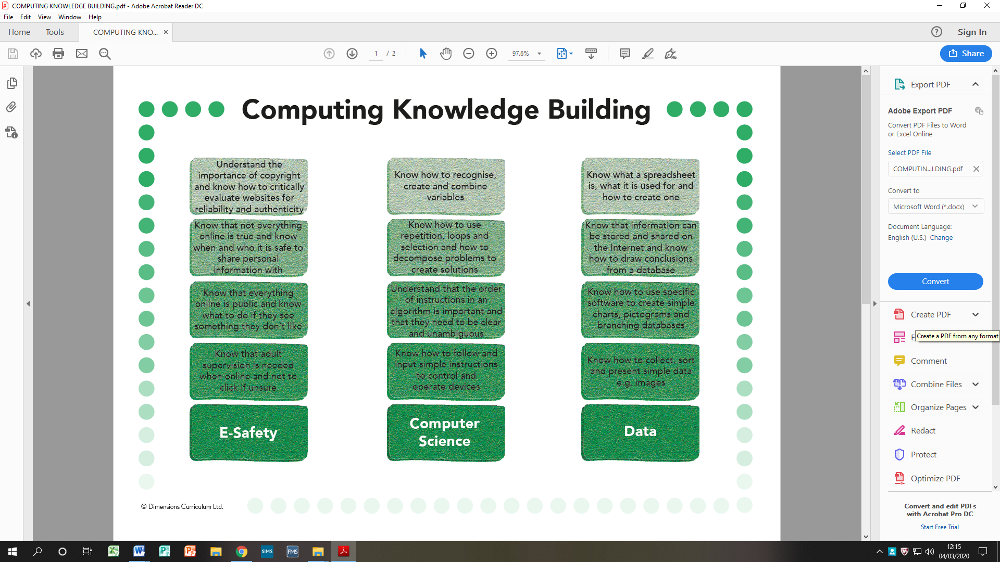 COMPUTING KNOWLEDGE BUILDING.pdf - Adobe Acrobat Reader DC
File Edit View Window Help
Home Tools COMPUTING KNO... Sign In
1 / 2 97.6% Share
Computing Knowledge Building
Understand the
importance of copyright
and know how to critically
evaluate websites for
reliability and authenticity
Know that not everything
online is true and know
when and who it is safe to
share personal
information with
Know that everything
online is public and know
what to do if they see
something they don't like
Know that adult
supervision is needed
when online and not to
click if unsure
E-Safety
Know how to recognise,
create and combine
variables
Know how to use
repetition, loops and
selection and how to
decompose problems to
create solutions
Understand that the order
of instructions in an
algorithm is important and
that they need to be clear
and unambiguous
Know how to follow and
input simple instructions
to control and
operate devices
Computer
Science
Know what a spreadsheet
is, what it is used for and
how to create one
Know that information can
be stored and shared on
the Internet and know
how to draw conclusions
from a database
Know how to use specific
software to create simple
charts, pictograms and
branching databases
Know how to collect, sort
and present simple data
e.g. images
Data
© Dimensions Curriculum Ltd.
Export PDF
Adobe Export PDF
Convert PDF Files to Word
or Excel Online
Select PDF File
COMPUTIN...LDING.pdf
Convert to
Microsoft Word (*.docx)
Document Language:
English (U.S.) Change
Convert
Create PDF
Create a PDF from any format
Comment
Combine Files
Organize Pages
Redact
Protect
Optimize PDF
Convert and edit PDFs
with Acrobat Pro DC
Start Free Trial
SIMS FMS
12:15
04/03/2020